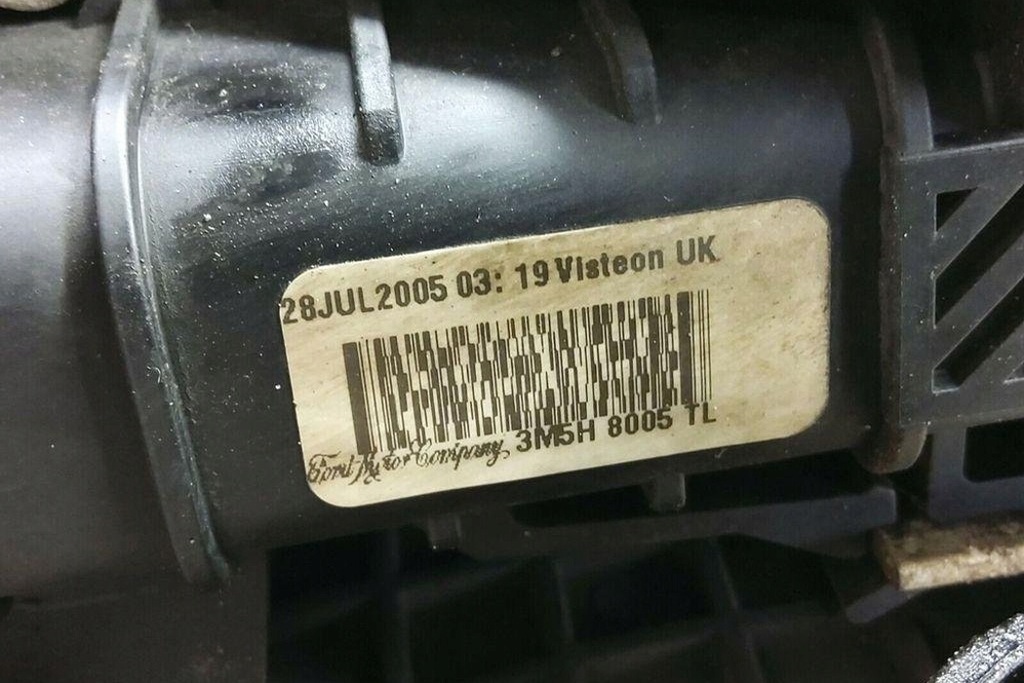 28JUL2005 03: 19 Visteon UK
Ford Motor Company 3M5H 8005 TL